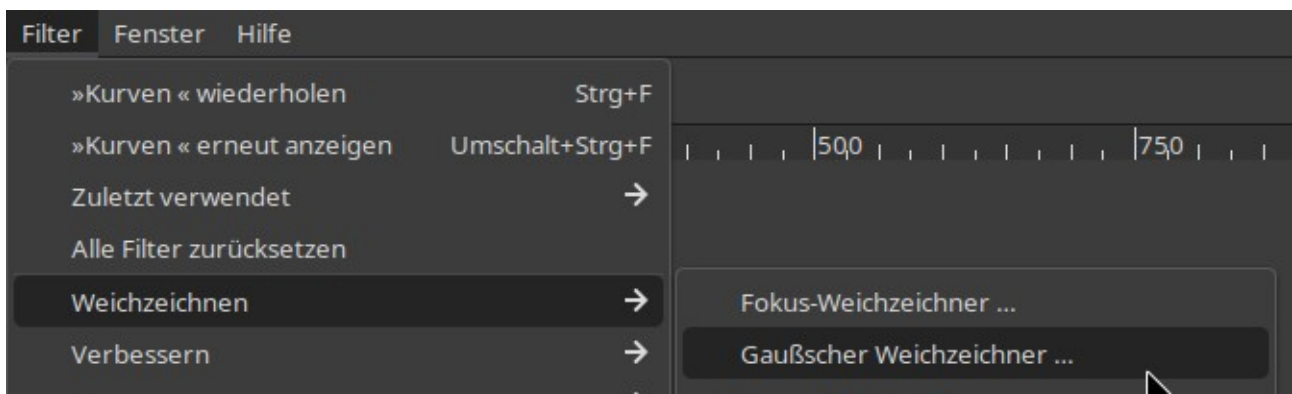 Filter Fenster Hilfe
»Kurven « wiederholen Strg+F
»Kurven « erneut anzeigen Umschalt+Strg+F
500 750
Zuletzt verwendet
Alle Filter zurücksetzen
Weichzeichnen
Fokus-Weichzeichner ...
Verbessern
Gaußscher Weichzeichner ...